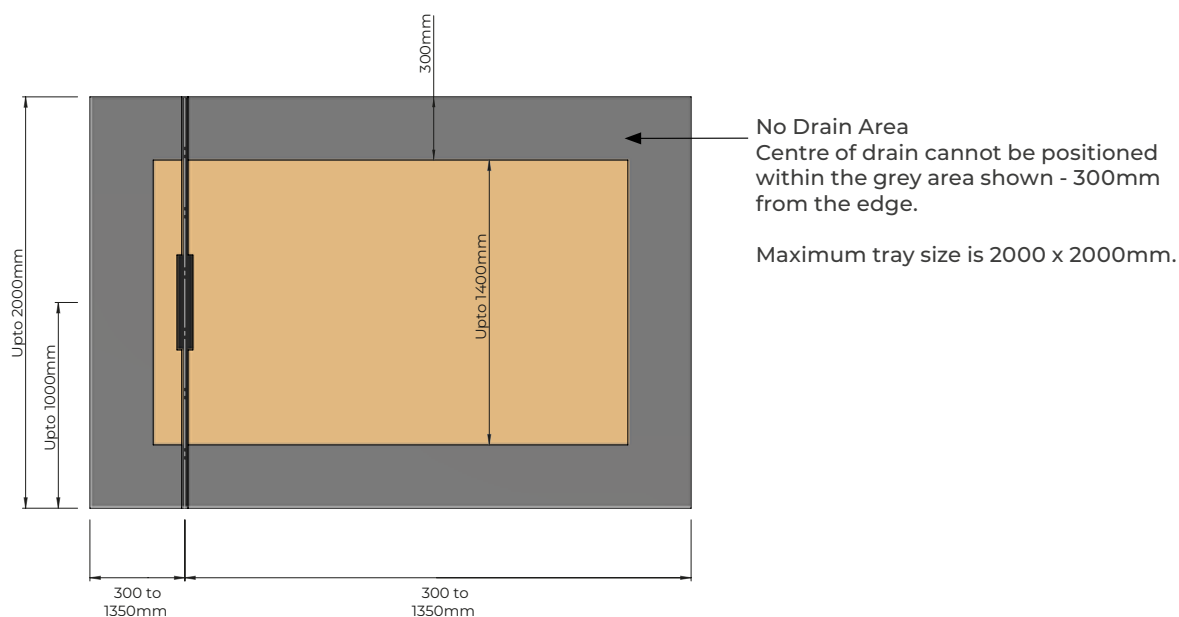 300mm
No Drain Area
Centre of drain cannot be positioned
within the grey area shown - 300mm
from the edge.
Maximum tray size is 2000 x 2000mm.
Upto 2000mm
Upto 1000mm
Upto 1400mm
300 to
1350mm
300 to
1350mm